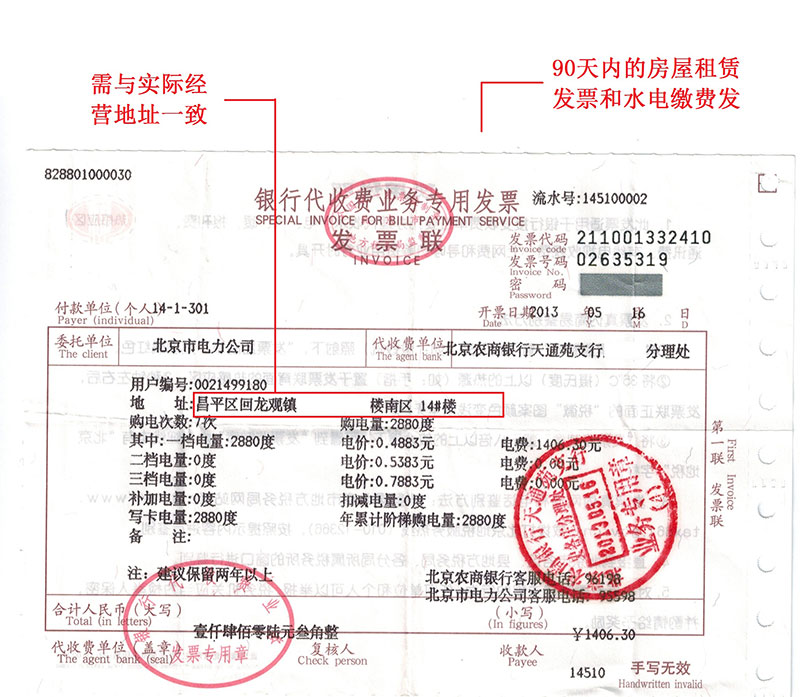 需与实际经
营地址一致
90天内的房屋租赁
发票和水电缴费发
828801000030
银行代收费业务专用发票
流水号:145100002
SPECIAL INVOICE FOR BILL PAYMENT SERVICE
发票联
INVOICE
发票代码 211001332410
Invoice code
发票号码 02635319
Invoice No.
密码
Password
付款单位(个人)14-1-301
Payer (individual)
开票日期2013 年05 月16 日
Date Y M D
委托单位 北京市电力公司
The client
代收费单位 北京农商银行天通苑支行 分理处
The agent bank
用户编号:0021499180
地 址:昌平区回龙观镇 楼南区 14#楼
购电次数:7次 购电量:2880度
其中:一档电量:2880度 电价:0.4883元 电费:1406.30元
二档电量:0度 电价:0.5383元 电费:0.00元
三档电量:0度 电价:0.7883元 电费:0.00元
补加电量:0度 扣减电量:0度
写卡电量:2880度 年累计阶梯购电量:2880度
备 注:
注:建议保留两年以上
北京农商银行客服电话:96198
北京市电力公司客服电话:95598
第一联 发票联
First Invoice
2013.05.16
业务专用章
合计人民币(大写)
Total (in letters)
壹仟肆佰零陆元叁角整
(小写)
(In figures)
¥1406.30
代收费单位(盖章)
The agent bank (seal)
发票专用章
复核人
Check person
收款人
Payee
14510
手写无效
Handwritten invalid